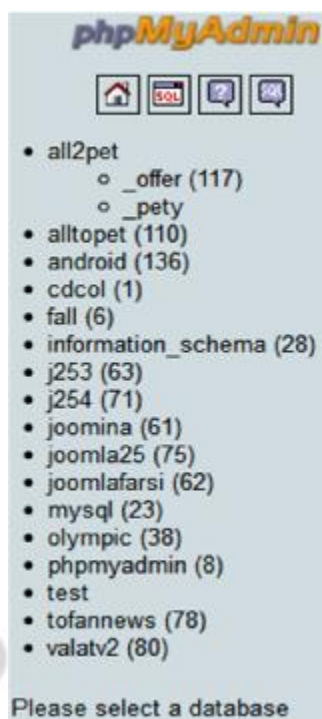 phpMyAdmin
SQL ? SQL
all2pet
_offer (117)
_pety
alltopet (110)
android (136)
cdcol (1)
fall (6)
information_schema (28)
j253 (63)
j254 (71)
joomina (61)
joomla25 (75)
joomlafarsi (62)
mysql (23)
olympic (38)
phpmyadmin (8)
test
tofannews (78)
valatv2 (80)
Please select a database